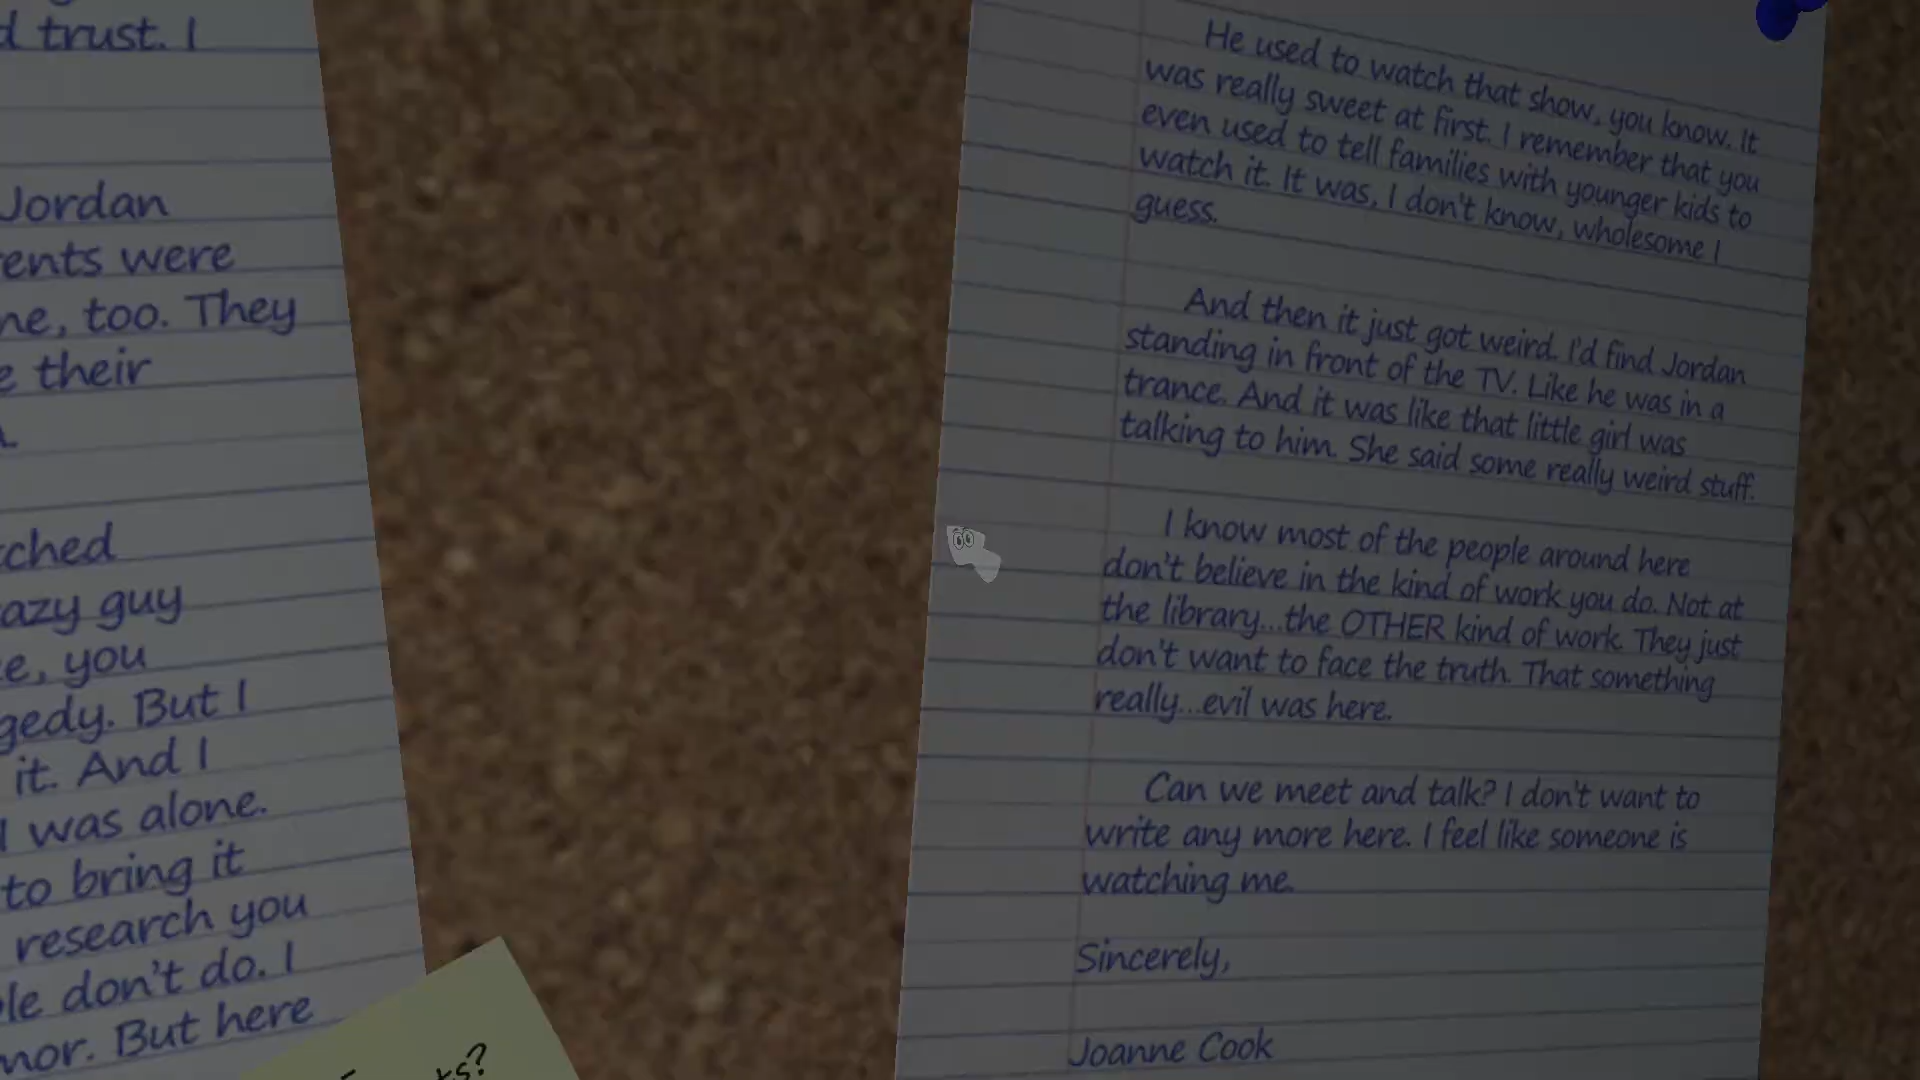 d trust. I
Jordan
ents were
ne, too. They
e their
ched
azy guy
e, you
gedy. But I
it. And I
I was alone.
to bring it
research you
le don't do. I
mor. But here
ts?
He used to watch that show, you know. It
was really sweet at first. I remember that you
even used to tell families with younger kids to
watch it. It was, I don't know, wholesome I
guess.
And then it just got weird. I'd find Jordan
standing in front of the TV. Like he was in a
trance. And it was like that little girl was
talking to him. She said some really weird stuff.
I know most of the people around here
don't believe in the kind of work you do. Not at
the library...the OTHER kind of work. They just
don't want to face the truth. That something
really...evil was here.
Can we meet and talk? I don't want to
write any more here. I feel like someone is
watching me.
Sincerely,
Joanne Cook